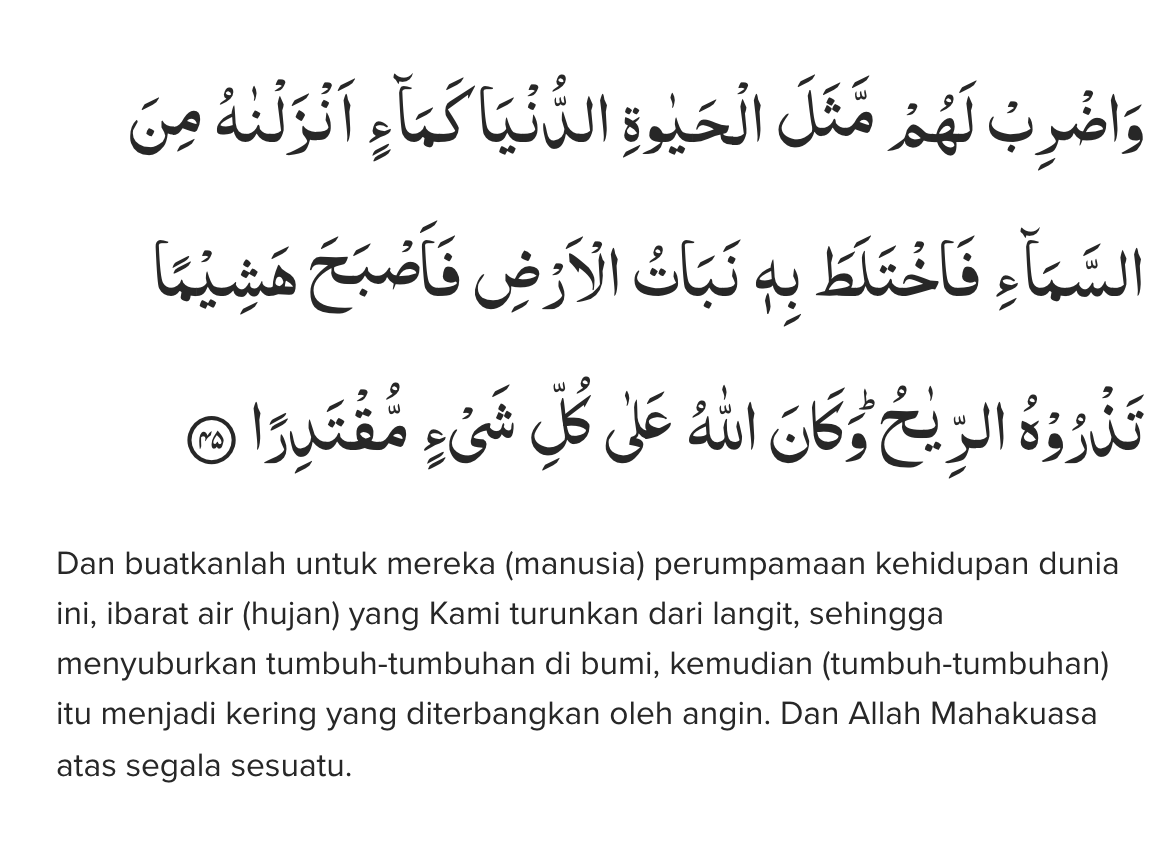 وَاضْرِبْ لَهُمْ مَّثَلَ الْحَيٰوةِ الدُّنْيَا كَمَاۤءٍ اَنْزَلْنٰهُ مِنَ
السَّمَاۤءِ فَاخْتَلَطَ بِهٖ نَبَاتُ الْاَرْضِ فَاَصْبَحَ هَشِيْمًا
تَذْرُوْهُ الرِّيٰحُ ۗوَكَانَ اللّٰهُ عَلٰى كُلِّ شَيْءٍ مُّقْتَدِرًا ۝٤٥
Dan buatkanlah untuk mereka (manusia) perumpamaan kehidupan dunia
ini, ibarat air (hujan) yang Kami turunkan dari langit, sehingga
menyuburkan tumbuh-tumbuhan di bumi, kemudian (tumbuh-tumbuhan)
itu menjadi kering yang diterbangkan oleh angin. Dan Allah Mahakuasa
atas segala sesuatu.